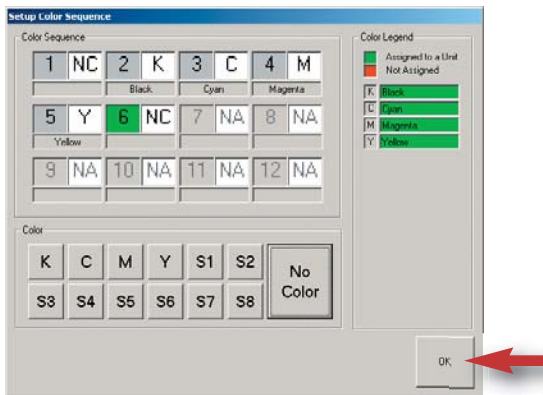 Setup Color Sequence
Color Sequence
1 NC 2 K 3 C 4 M
Black Cyan Magenta
5 Y 6 NC 7 NA 8 NA
Yellow
9 NA 10 NA 11 NA 12 NA
Color
K C M Y S1 S2
No Color
S3 S4 S5 S6 S7 S8
Color Legend
Assigned to a Unit
Not Assigned
K Black
C Cyan
M Magenta
Y Yellow
OK